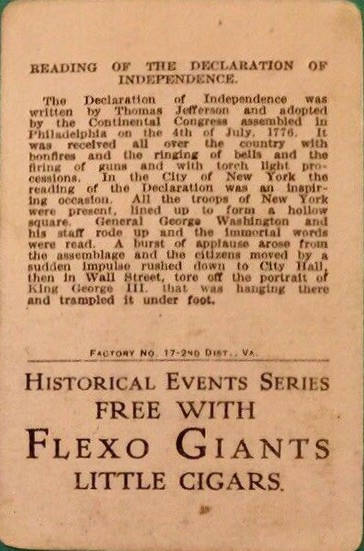 READING OF THE DECLARATION OF
INDEPENDENCE.
The Declaration of Independence was
written by Thomas Jefferson and adopted
by the Continental Congress assembled in
Philadelphia on the 4th of July, 1776. It
was received all over the country with
bonfires and the ringing of bells and the
firing of guns and with torch light pro-
cessions. In the City of New York the
reading of the Declaration was an inspir-
ing occasion. All the troops of New York
were present, lined up to form a hollow
square. General George Washington and
his staff rode up and the immortal words
were read. A burst of applause arose from
the assemblage and the citizens moved by a
sudden impulse rushed down to City Hall,
then in Wall Street, tore off the portrait of
King George III. that was hanging there
and trampled it under foot.
FACTORY NO. 17-2ND DIST., VA.
HISTORICAL EVENTS SERIES
FREE WITH
FLEXO GIANTS
LITTLE CIGARS.